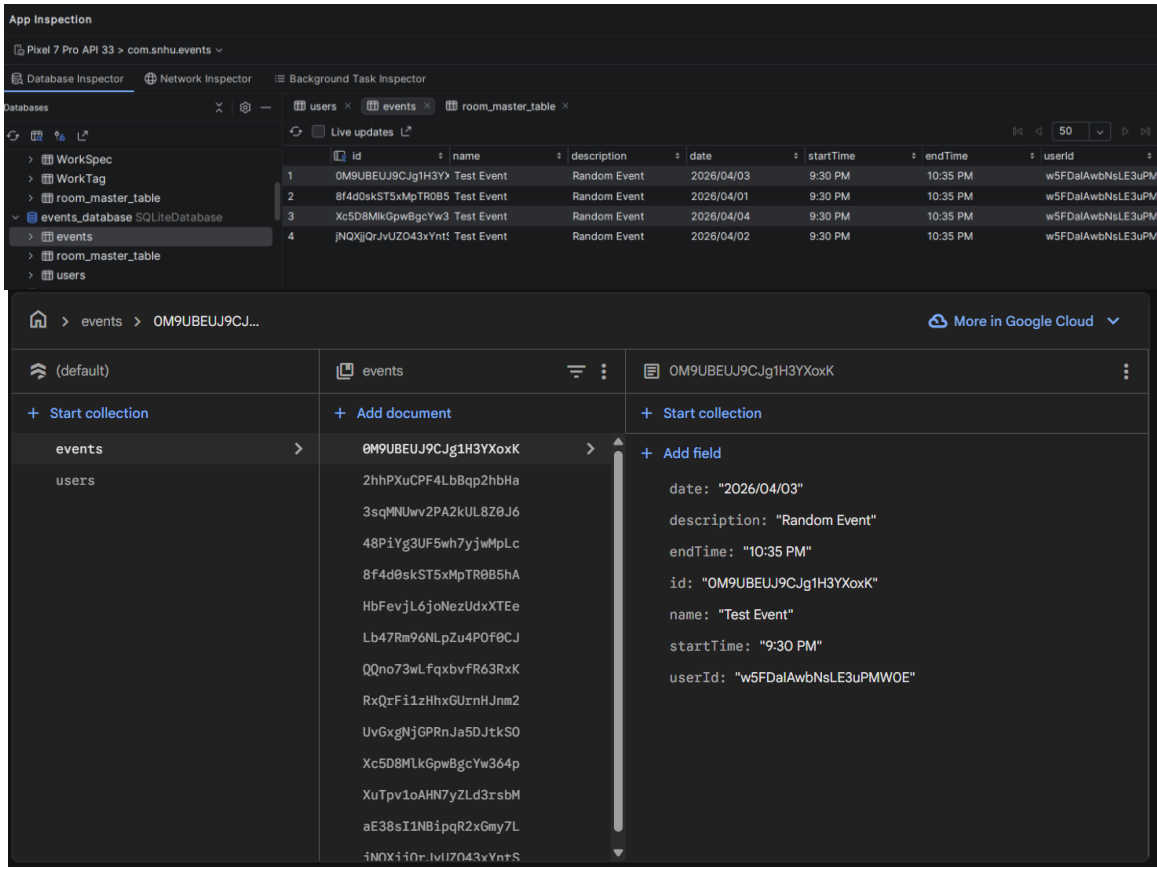 App Inspection
Pixel 7 Pro API 33 > com.snhu.events
Database Inspector Network Inspector Background Task Inspector
Databases
users events room_master_table
Live updates 50
id name description date startTime endTime userId
1 0M9UBEUJ9CJg1H3YX Test Event Random Event 2026/04/03 9:30 PM 10:35 PM w5FDalAwbNsLE3uPM
2 8f4d0skST5xMpTR0B5 Test Event Random Event 2026/04/01 9:30 PM 10:35 PM w5FDalAwbNsLE3uPM
3 Xc5D8MlkGpwBgcYw3 Test Event Random Event 2026/04/04 9:30 PM 10:35 PM w5FDalAwbNsLE3uPM
4 jNQXjjQrJvUZO43xYntS Test Event Random Event 2026/04/02 9:30 PM 10:35 PM w5FDalAwbNsLE3uPM
WorkSpec
WorkTag
room_master_table
events_database SQLiteDatabase
events
room_master_table
users
events 0M9UBEUJ9CJ...
More in Google Cloud
(default)
Start collection
events
users
events
Add document
0M9UBEUJ9CJg1H3YXoxK
2hhPXuCPF4LbBqp2hbHa
3sqMNUwv2PA2kUL8Z0J6
48PiYg3UF5wh7yjwMpLc
8f4d0skST5xMpTR0B5hA
HbFevjL6joNezUdxXTEe
Lb47Rm96NLpZu4POf0CJ
QQno73wLfqxbvfR63RxK
RxQrFi1zHhxGUrnHJnm2
UvGxgNjGPRnJa5DJtkSO
Xc5D8MlkGpwBgcYw364p
XuTpv1oAHN7yZLd3rsbM
aE38sI1NBipqR2xGmy7L
jNQXjjQrJvUZO43xYntS
0M9UBEUJ9CJg1H3YXoxK
Start collection
Add field
date: "2026/04/03"
description: "Random Event"
endTime: "10:35 PM"
id: "0M9UBEUJ9CJg1H3YXoxK"
name: "Test Event"
startTime: "9:30 PM"
userId: "w5FDalAwbNsLE3uPMW0E"